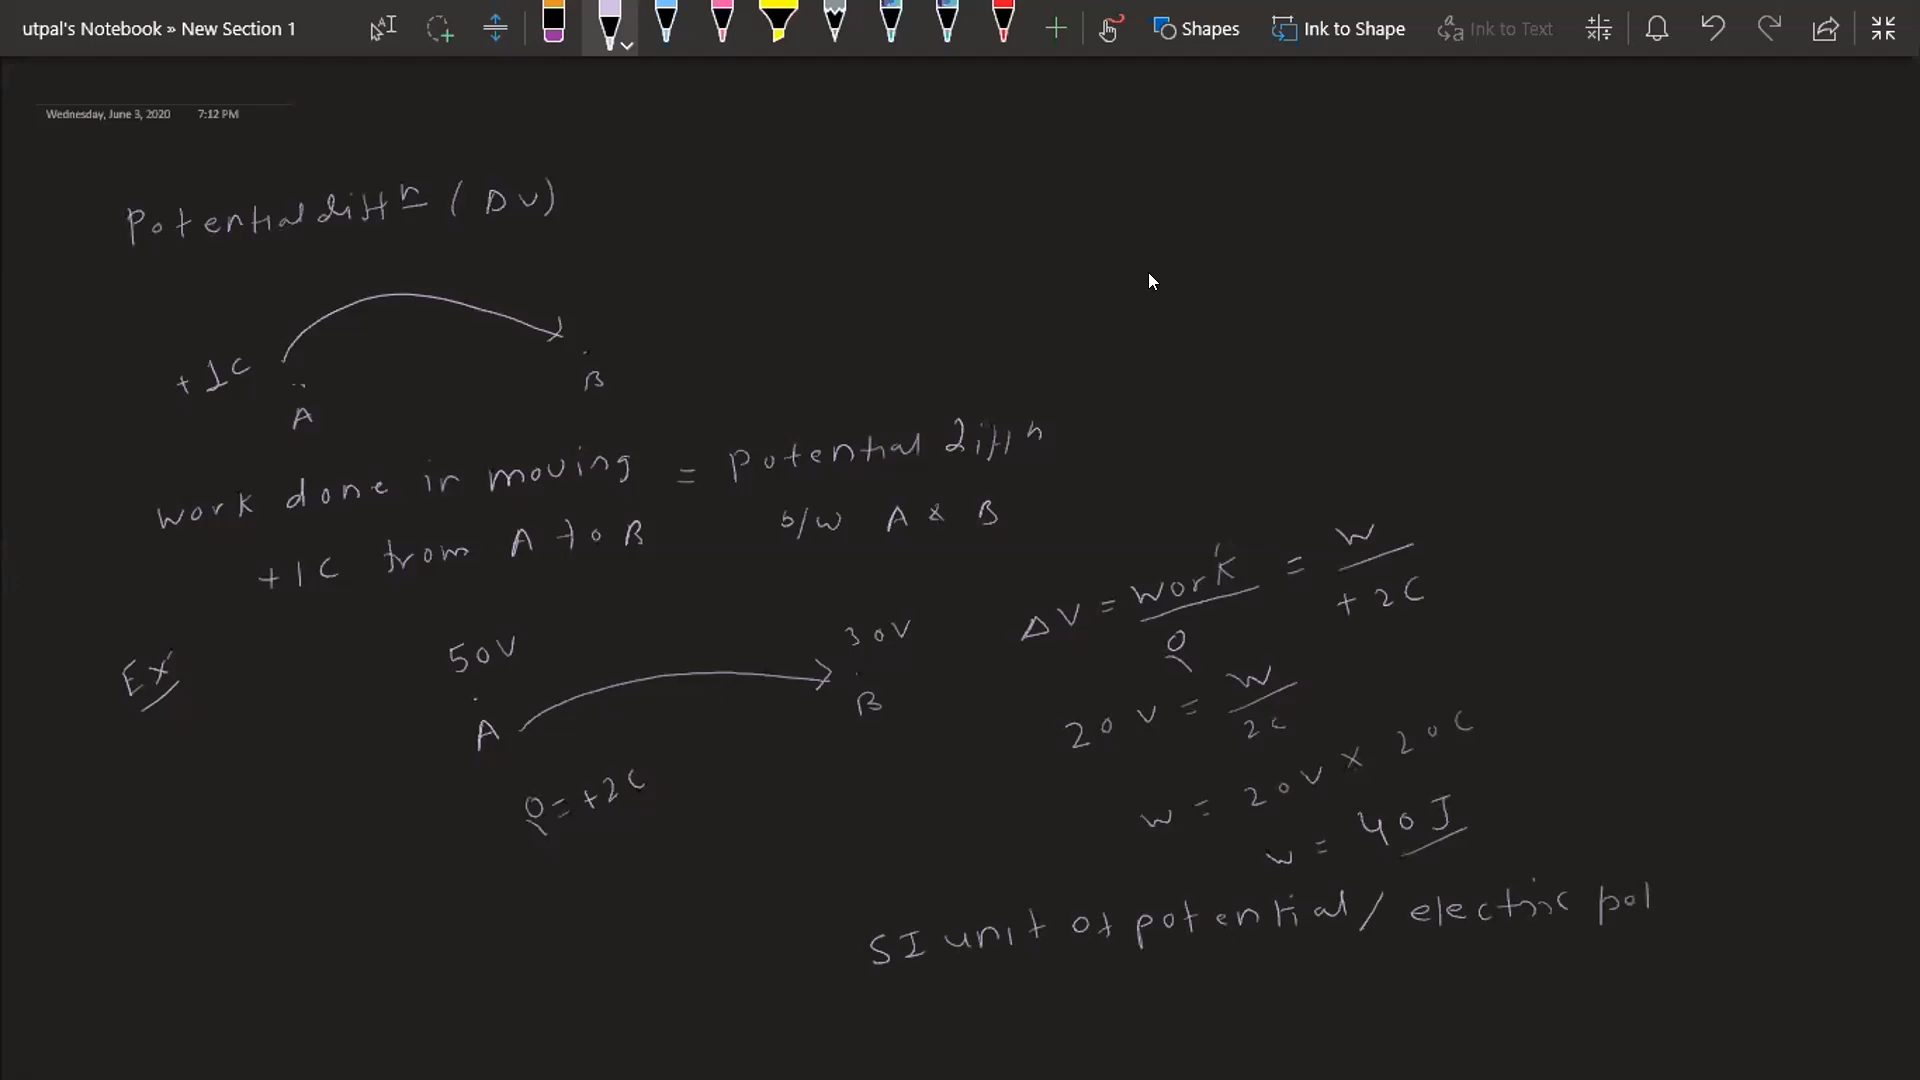 utpal's Notebook » New Section 1
Shapes
Ink to Shape
Ink to Text
Wednesday, June 3, 2020 7:12 PM
Potential diffn (DV)
+1C
A
B
work done in moving = Potential diffn
+1C from A to B b/w A & B
ΔV = Work/Q = W/+2C
Ex
50V
30V
A
B
Q = +2C
20V = W/2C
W = 20V × 20C
W = 40J
SI unit of potential/ electric pot